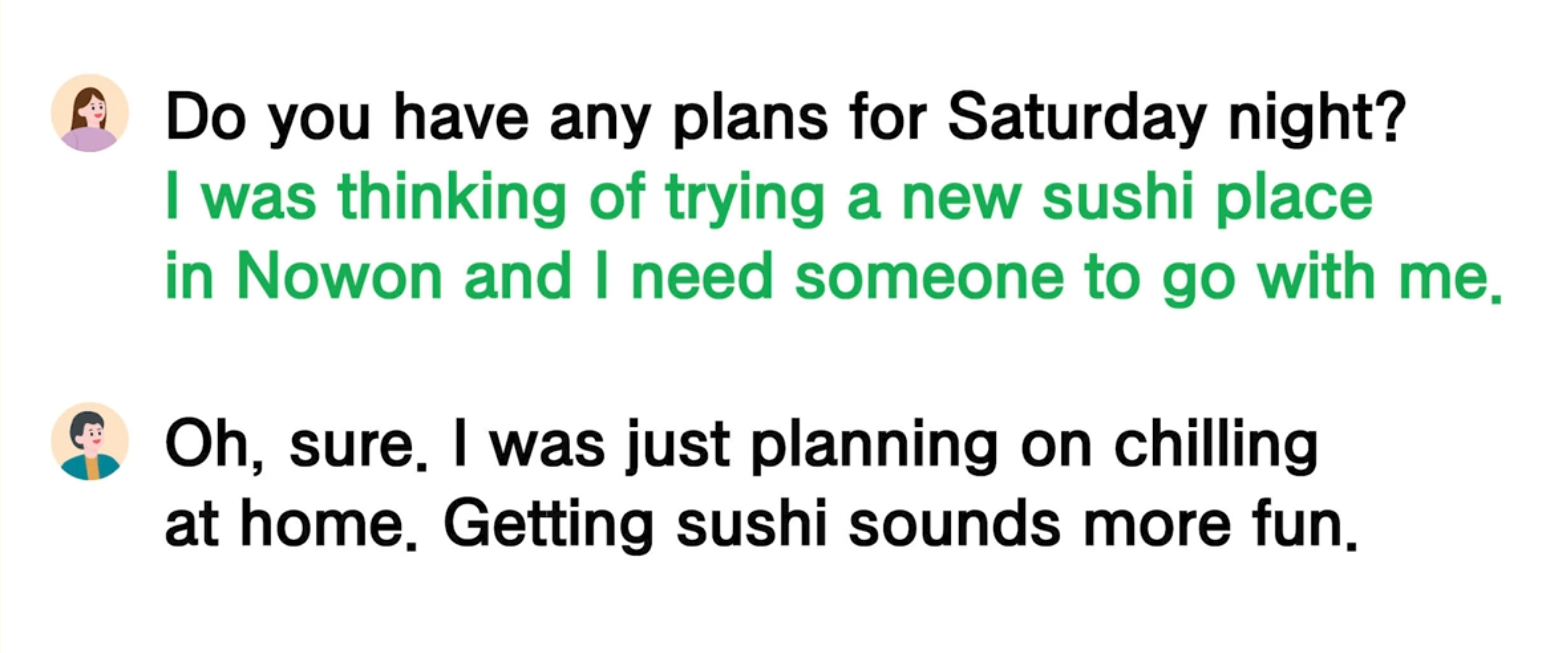 Do you have any plans for Saturday night?
I was thinking of trying a new sushi place
in Nowon and I need someone to go with me.
Oh, sure. I was just planning on chilling
at home. Getting sushi sounds more fun.